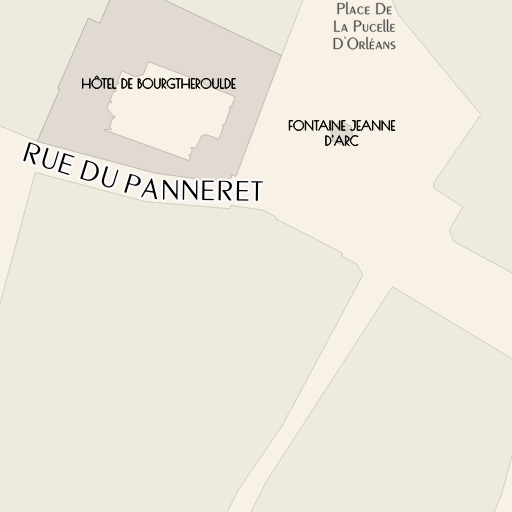 Place De
La Pucelle
D'Orléans
HÔTEL DE BOURGTHEROULDE
FONTAINE JEANNE
D'ARC
RUE DU PANNERET